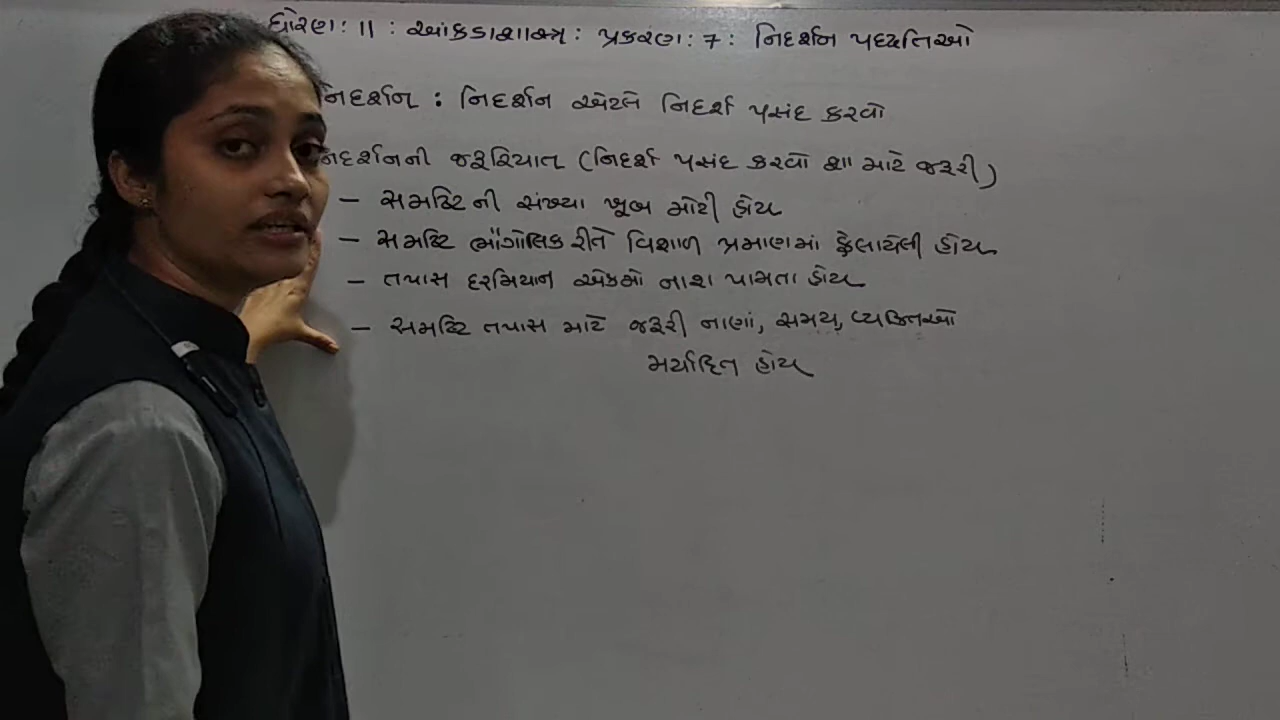 ધોરણ : 11 : આંકડાશાસ્ત્ર : પ્રકરણ : 7 : નિદર્શન પધ્ધતિઓ
નિદર્શન : નિદર્શન એટલે નિદર્શ પસંદ કરવો
નિદર્શનની જરૂરિયાત (નિદર્શ પસંદ કરવો શા માટે જરૂરી)
– સમષ્ટિની સંખ્યા ખૂબ મોટી હોય
– સમષ્ટિ ભૌગોલિક રીતે વિશાળ પ્રમાણમાં ફેલાયેલી હોય
– તપાસ દરમિયાન એકમો નાશ પામતા હોય
– સમષ્ટિ તપાસ માટે જરૂરી નાણાં, સમય, વ્યક્તિઓ
મર્યાદિત હોય